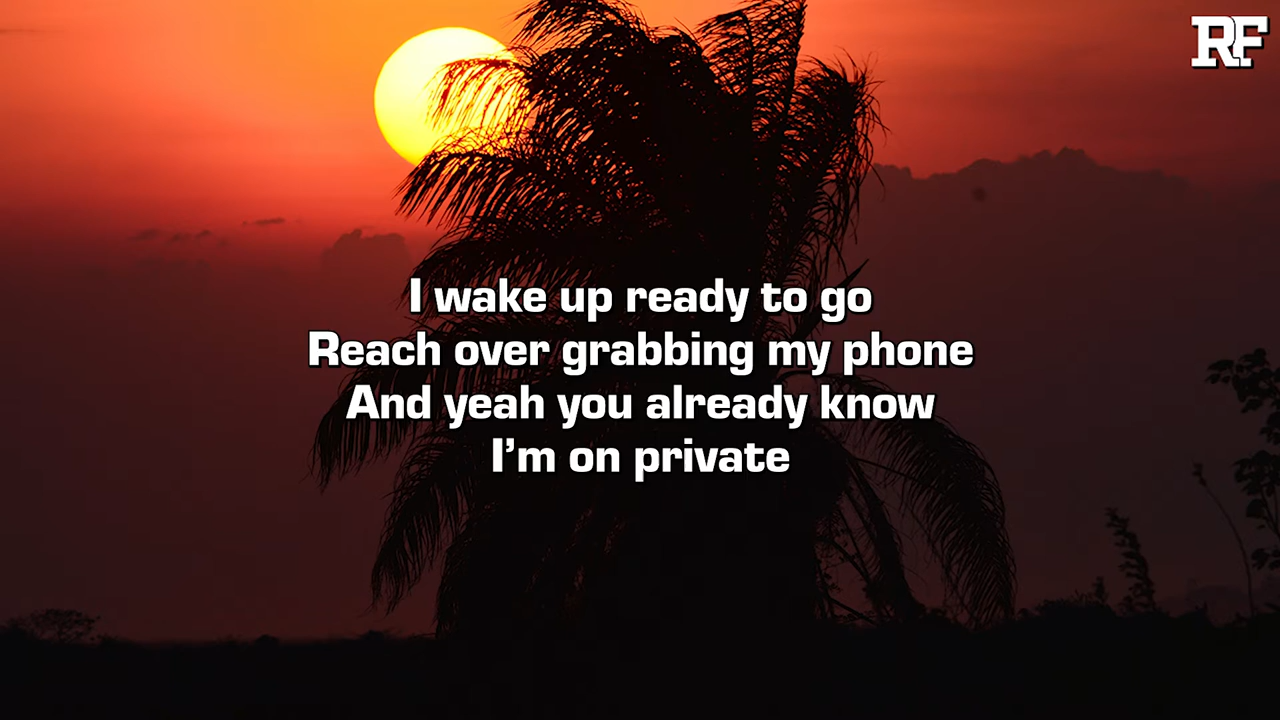 RF
I wake up ready to go
Reach over grabbing my phone
And yeah you already know
I’m on private